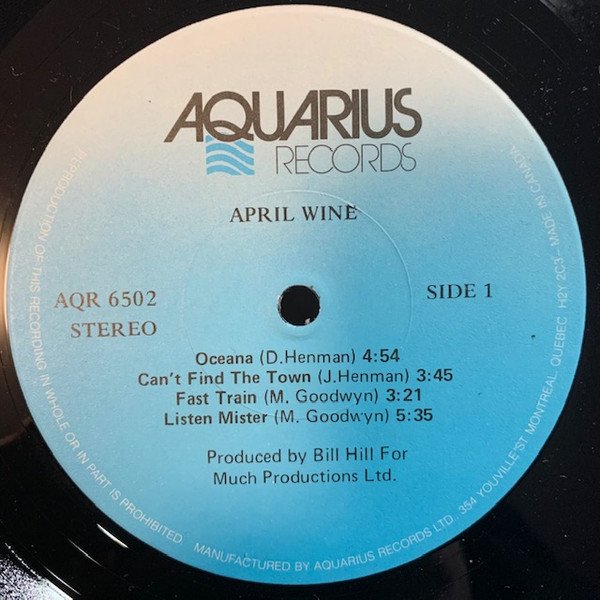 AQUARIUS
RECORDS
APRIL WINE
AQR 6502
STEREO
SIDE 1
Oceana (D.Henman) 4:54
Can't Find The Town (J.Henman) 3:45
Fast Train (M. Goodwyn) 3:21
Listen Mister (M. Goodwyn) 5:35
Produced by Bill Hill For
Much Productions Ltd.
REPRODUCTION OF THIS RECORDING IN WHOLE OR IN PART IS PROHIBITED. MANUFACTURED BY AQUARIUS RECORDS LTD. 354 YOUVILLE ST MONTREAL, QUEBEC H2Y 2C3 - MADE IN CANADA.